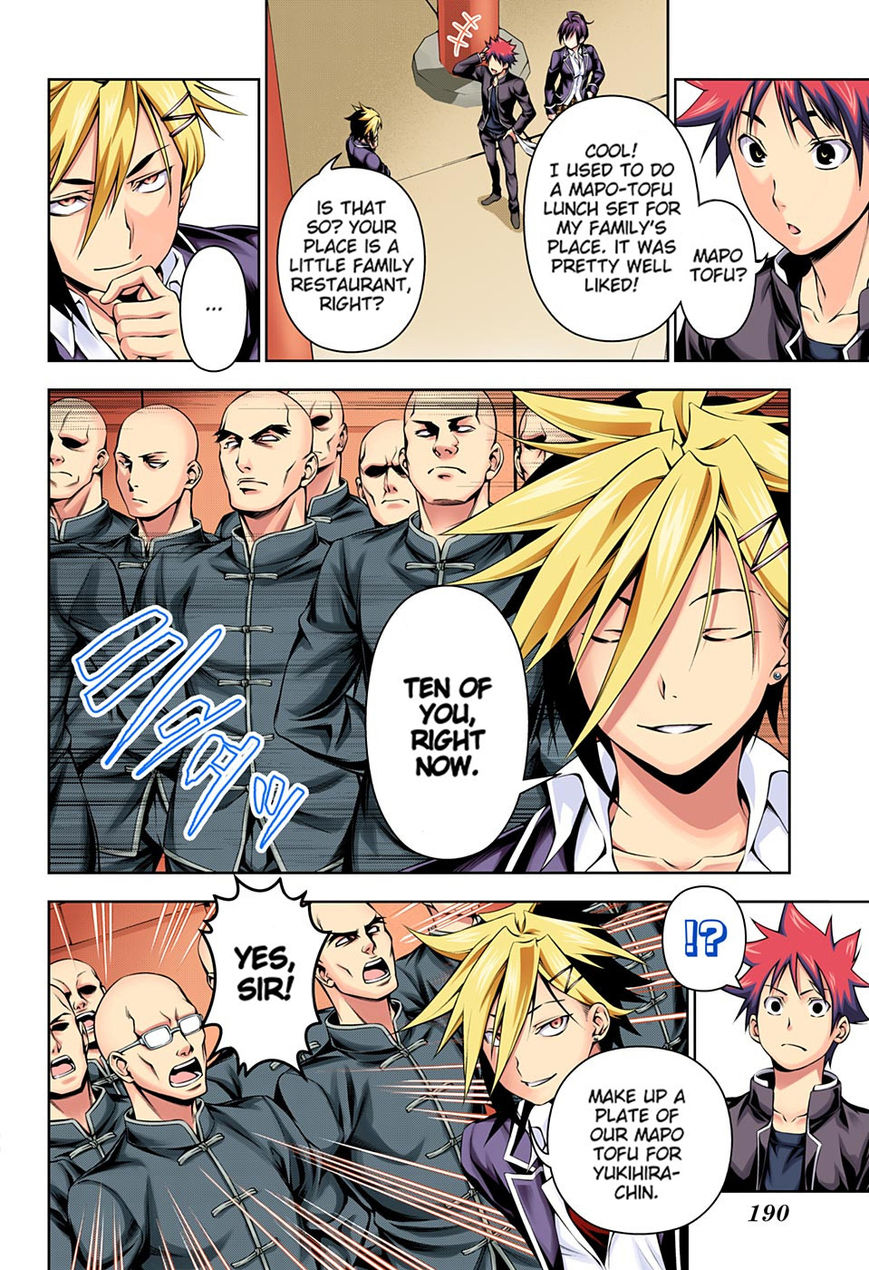 MAPO
TOFU?
COOL!
I USED TO DO
A MAPO-TOFU
LUNCH SET FOR
MY FAMILY'S
PLACE. IT WAS
PRETTY WELL
LIKED!
IS THAT
SO? YOUR
PLACE IS A
LITTLE FAMILY
RESTAURANT,
RIGHT?
...
TEN OF
YOU,
RIGHT
NOW.
!?
MAKE UP A
PLATE OF
OUR MAPO
TOFU FOR
YUKIHIRA-
CHIN.
YES,
SIR!
190